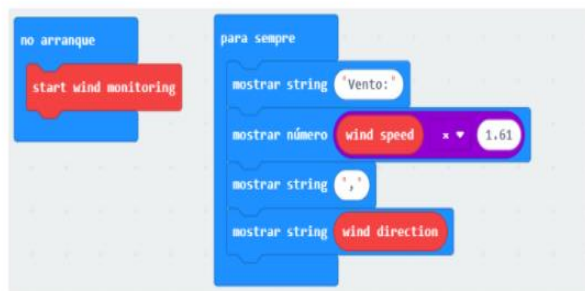 no arranque
start wind monitoring
para sempre
mostrar string "Vento:"
mostrar número wind speed x ▼ 1.61
mostrar string ","
mostrar string wind direction